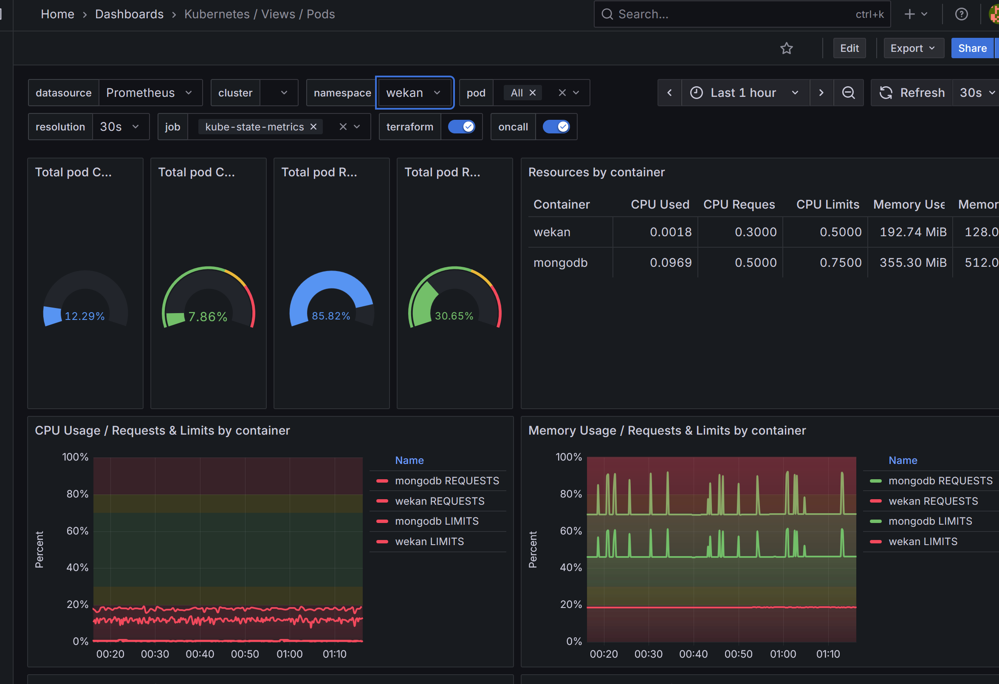 Home › Dashboards › Kubernetes / Views / Pods
Search... ctrl+k
Edit Export Share
datasource Prometheus cluster namespace wekan pod All Last 1 hour Refresh 30s
resolution 30s job kube-state-metrics terraform oncall
Total pod C...
12.29%
Total pod C...
7.86%
Total pod R...
85.82%
Total pod R...
30.65%
Resources by container
Container CPU Used CPU Reques CPU Limits Memory Use Memor
wekan 0.0018 0.3000 0.5000 192.74 MiB 128.0
mongodb 0.0969 0.5000 0.7500 355.30 MiB 512.0
CPU Usage / Requests & Limits by container
Percent
100%
80%
60%
40%
20%
0%
00:20 00:30 00:40 00:50 01:00 01:10
Name
mongodb REQUESTS
wekan REQUESTS
mongodb LIMITS
wekan LIMITS
Memory Usage / Requests & Limits by container
Percent
100%
80%
60%
40%
20%
0%
00:20 00:30 00:40 00:50 01:00 01:10
Name
mongodb REQUESTS
wekan REQUESTS
mongodb LIMITS
wekan LIMITS